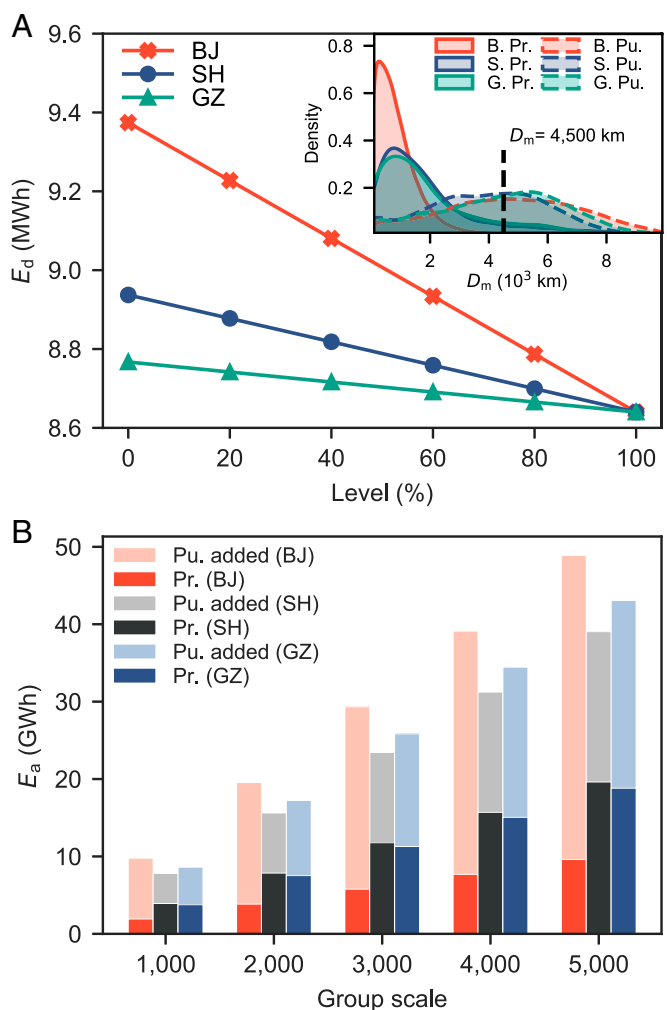 A
9.6
9.4
9.2
9.0
8.8
8.6
E_d (MWh)
BJ
SH
GZ
0
20
40
60
80
100
Level (%)
0.8
0.6
0.4
0.2
Density
B. Pr.
B. Pu.
S. Pr.
S. Pu.
G. Pr.
G. Pu.
D_m= 4,500 km
2
4
6
8
D_m (10³ km)
B
50
40
30
20
10
0
E_a (GWh)
Pu. added (BJ)
Pr. (BJ)
Pu. added (SH)
Pr. (SH)
Pu. added (GZ)
Pr. (GZ)
1,000
2,000
3,000
4,000
5,000
Group scale